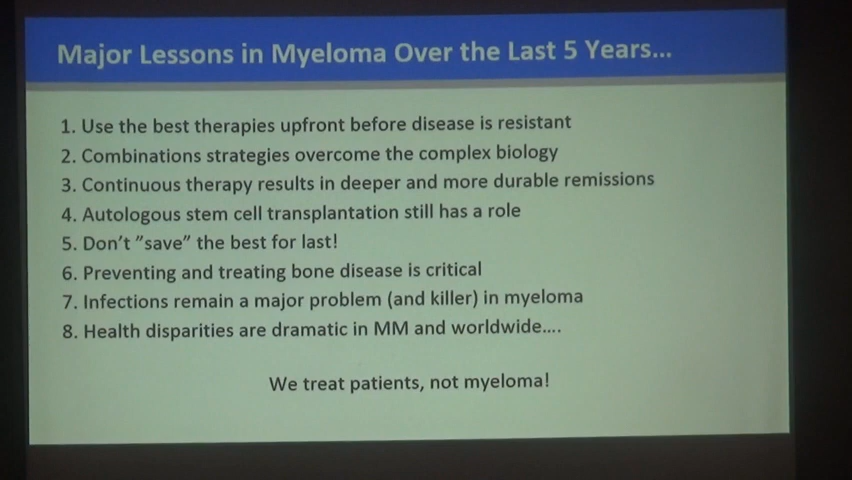 Major Lessons in Myeloma Over the Last 5 Years...
1. Use the best therapies upfront before disease is resistant
2. Combinations strategies overcome the complex biology
3. Continuous therapy results in deeper and more durable remissions
4. Autologous stem cell transplantation still has a role
5. Don't ”save” the best for last!
6. Preventing and treating bone disease is critical
7. Infections remain a major problem (and killer) in myeloma
8. Health disparities are dramatic in MM and worldwide....
We treat patients, not myeloma!